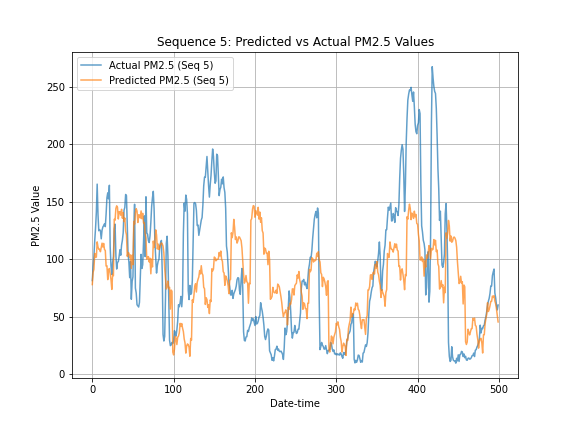 Sequence 5: Predicted vs Actual PM2.5 Values
Actual PM2.5 (Seq 5)
Predicted PM2.5 (Seq 5)
PM2.5 Value
250
200
150
100
50
0
0 100 200 300 400 500
Date-time